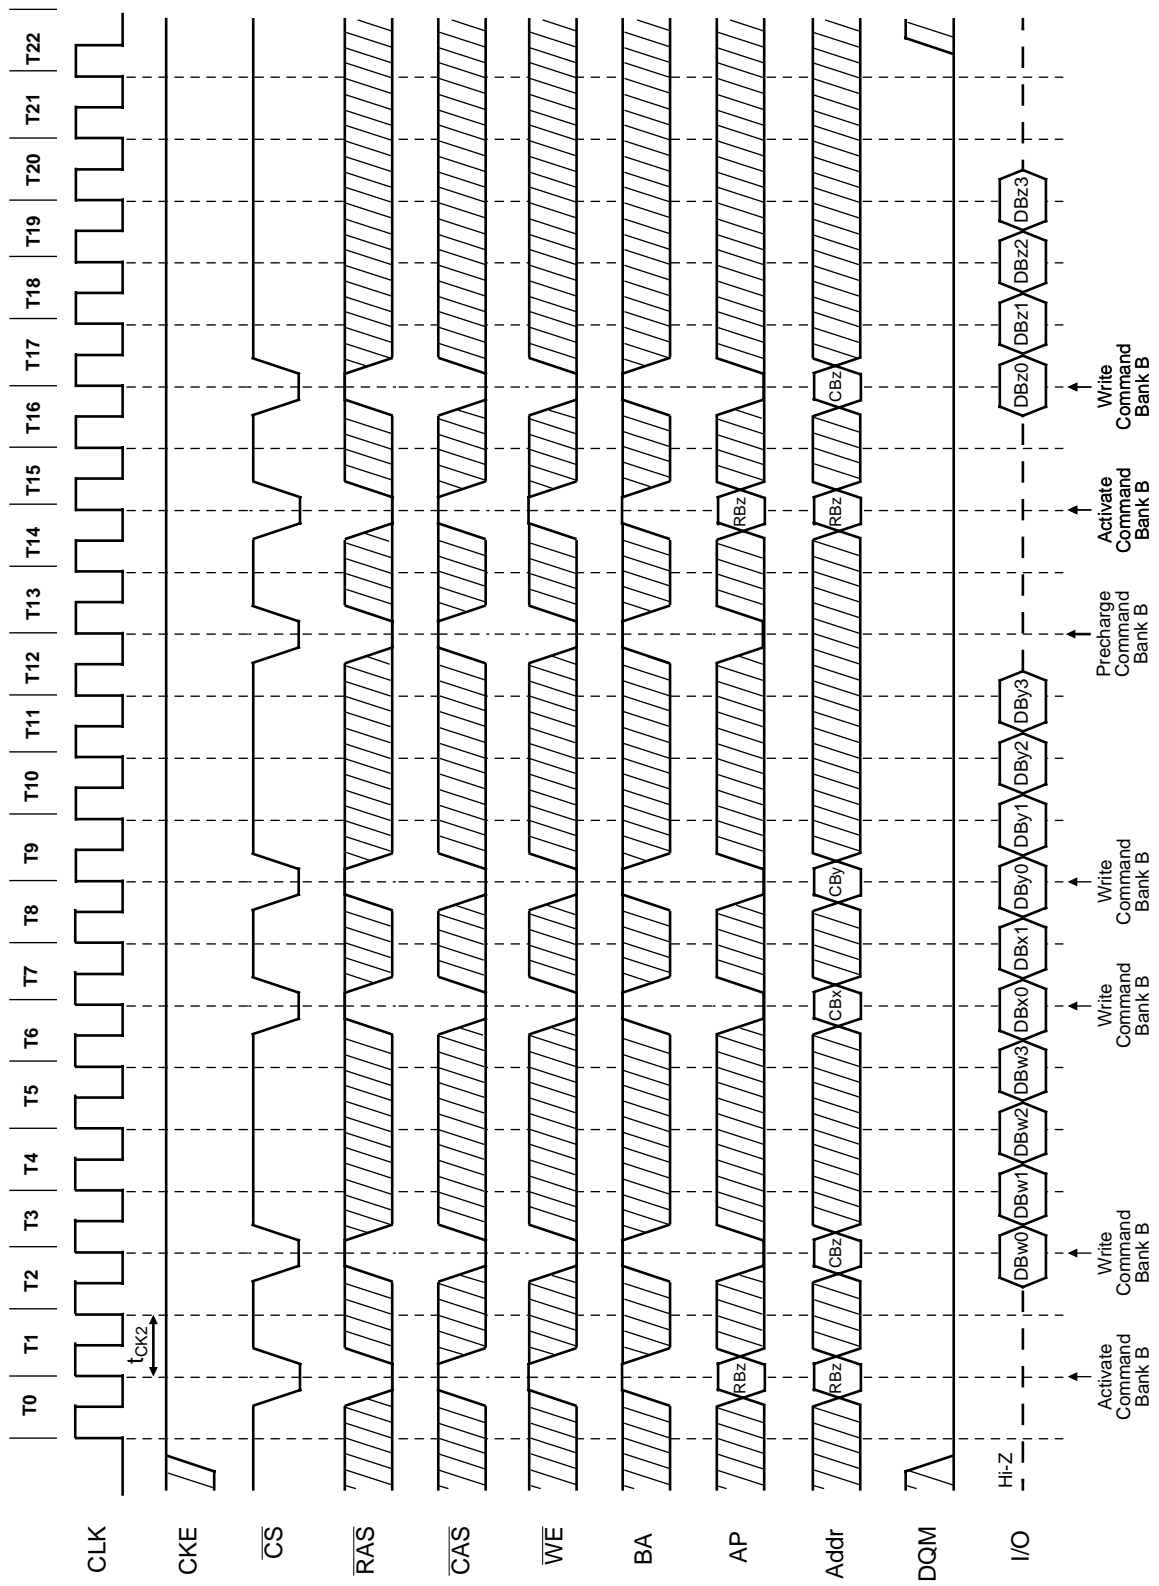 T0 T1 T2 T3 T4 T5 T6 T7 T8 T9 T10 T11 T12 T13 T14 T15 T16 T17 T18 T19 T20 T21 T22
CLK
tCK2
CKE
CS
RAS
CAS
WE
BA
AP
RBz RBz
Addr
RBz CBz CBx CBy RBz CBz
DQM
I/O
Hi-Z
DBw0 DBw1 DBw2 DBw3 DBx0 DBx1 DBy0 DBy1 DBy2 DBy3 DBz0 DBz1 DBz2 DBz3
Activate
Command
Bank B
Write
Command
Bank B
Write
Command
Bank B
Write
Command
Bank B
Precharge
Command
Bank B
Activate
Command
Bank B
Write
Command
Bank B